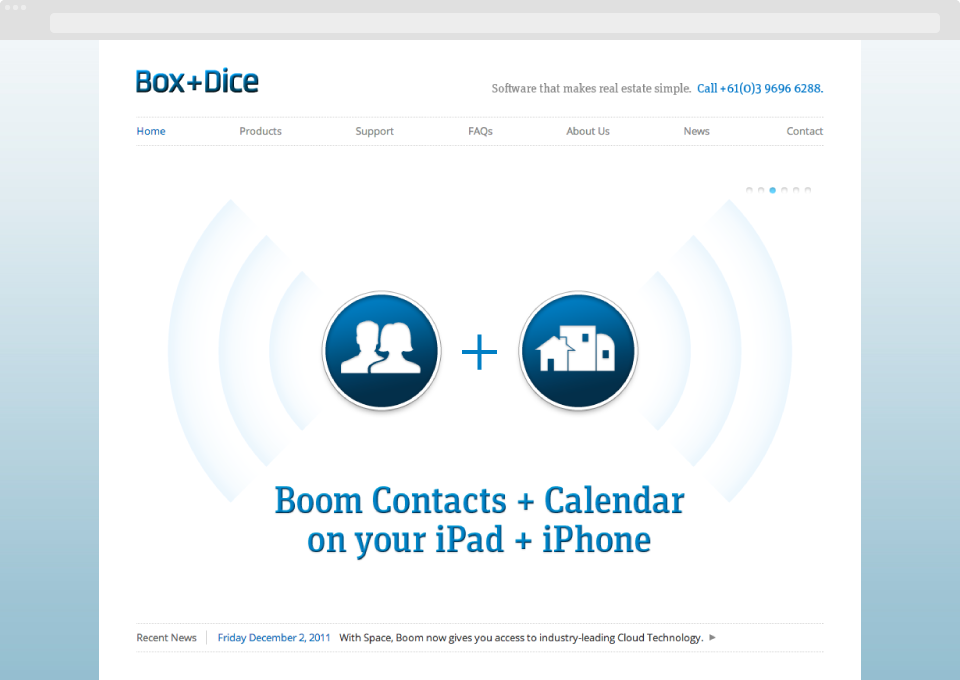 Box+Dice
Software that makes real estate simple. Call +61(0)3 9696 6288.
Home Products Support FAQs About Us News Contact
Boom Contacts + Calendar
on your iPad + iPhone
Recent News Friday December 2, 2011 With Space, Boom now gives you access to industry-leading Cloud Technology.